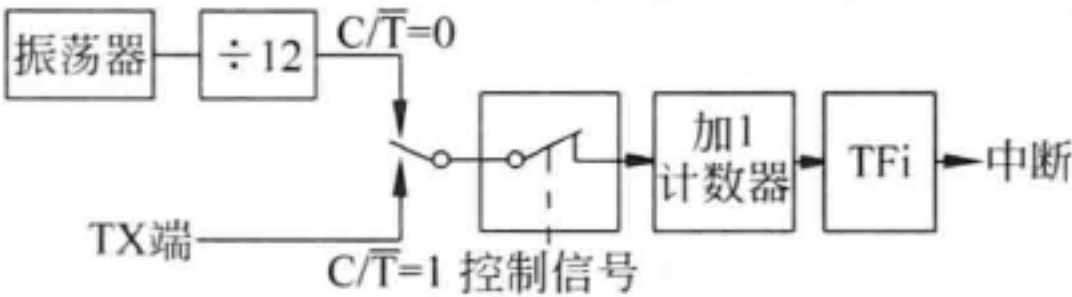 C/T̅=0
振荡器
÷12
加1
计数器
TFi
中断
TX端
C/T̅=1
控制信号